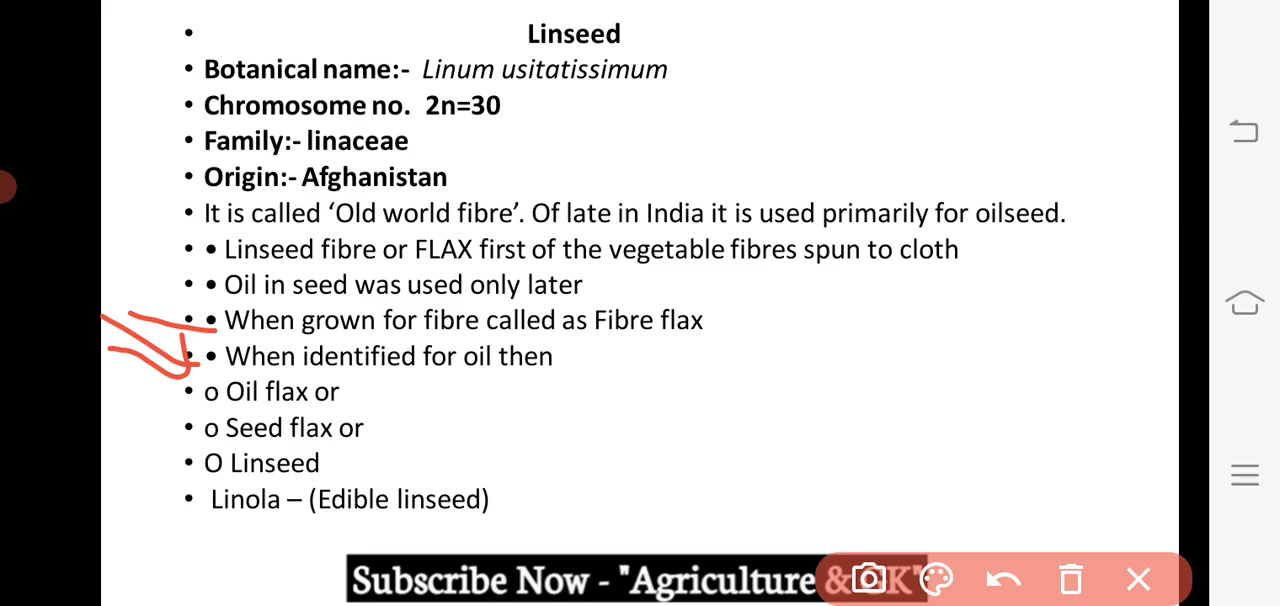 • Linseed
• Botanical name:- Linum usitatissimum
• Chromosome no. 2n=30
• Family:- linaceae
• Origin:- Afghanistan
• It is called ‘Old world fibre’. Of late in India it is used primarily for oilseed.
• • Linseed fibre or FLAX first of the vegetable fibres spun to cloth
• • Oil in seed was used only later
• • When grown for fibre called as Fibre flax
• • When identified for oil then
• o Oil flax or
• o Seed flax or
• O Linseed
• Linola – (Edible linseed)
Subscribe Now - "Agriculture & GK"